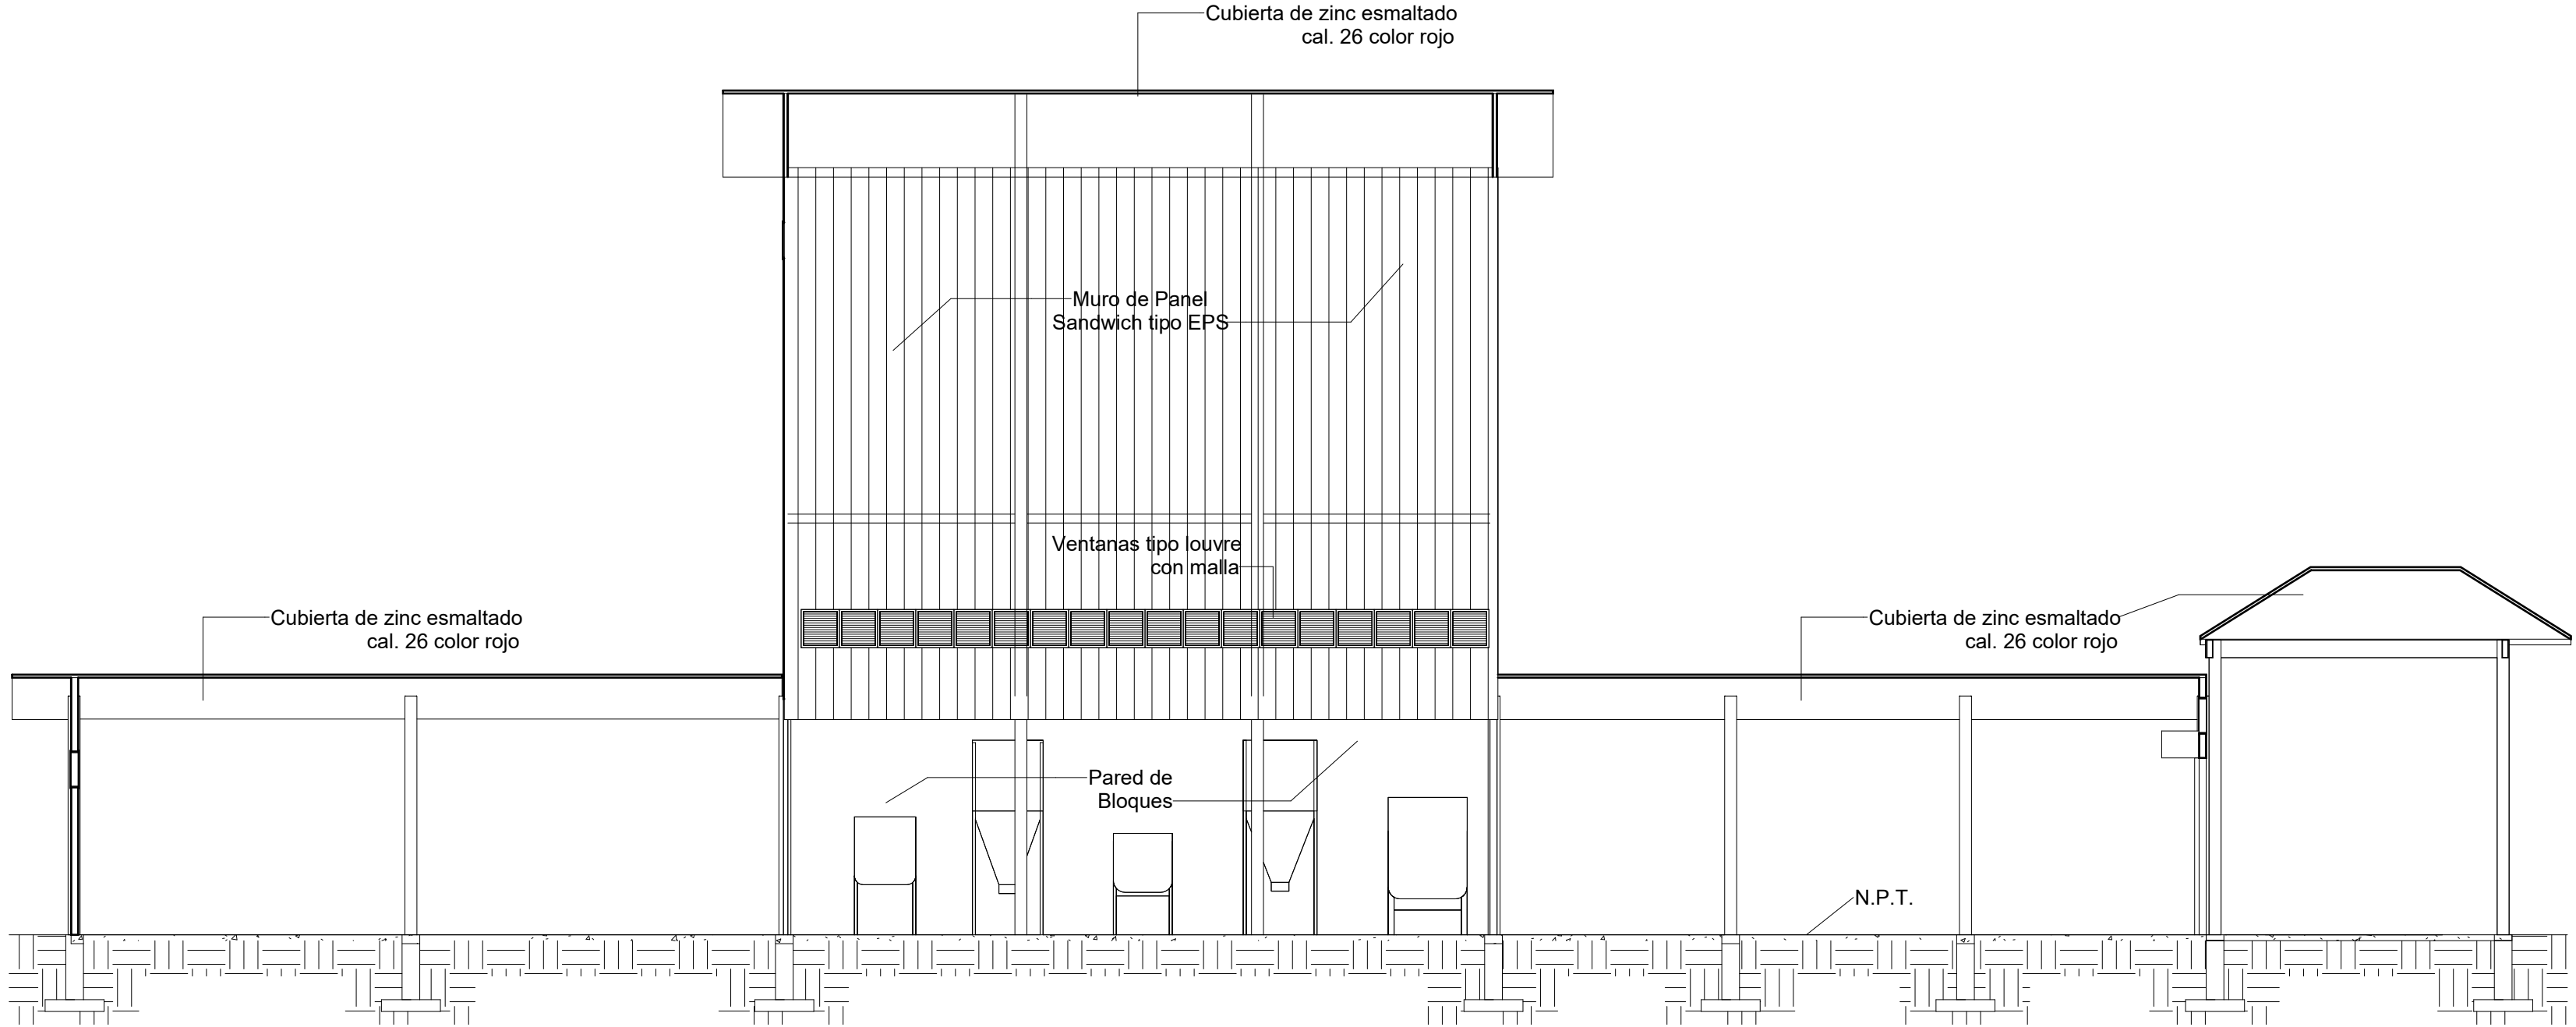 Cubierta de zinc esmaltado
cal. 26 color rojo
Muro de Panel
Sandwich tipo EPS
Ventanas tipo louvre
con malla
Cubierta de zinc esmaltado
cal. 26 color rojo
Cubierta de zinc esmaltado
cal. 26 color rojo
Pared de
Bloques
N.P.T.